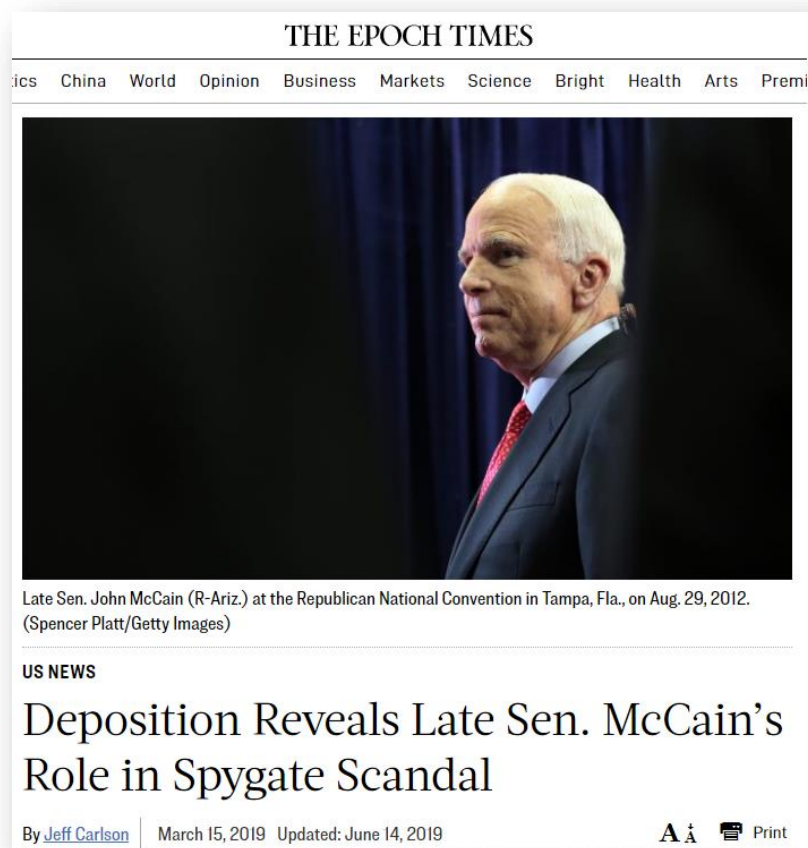 THE EPOCH TIMES
ics China World Opinion Business Markets Science Bright Health Arts Premi
Late Sen. John McCain (R-Ariz.) at the Republican National Convention in Tampa, Fla., on Aug. 29, 2012.
(Spencer Platt/Getty Images)
US NEWS
Deposition Reveals Late Sen. McCain’s
Role in Spygate Scandal
By Jeff Carlson March 15, 2019 Updated: June 14, 2019 A A Print